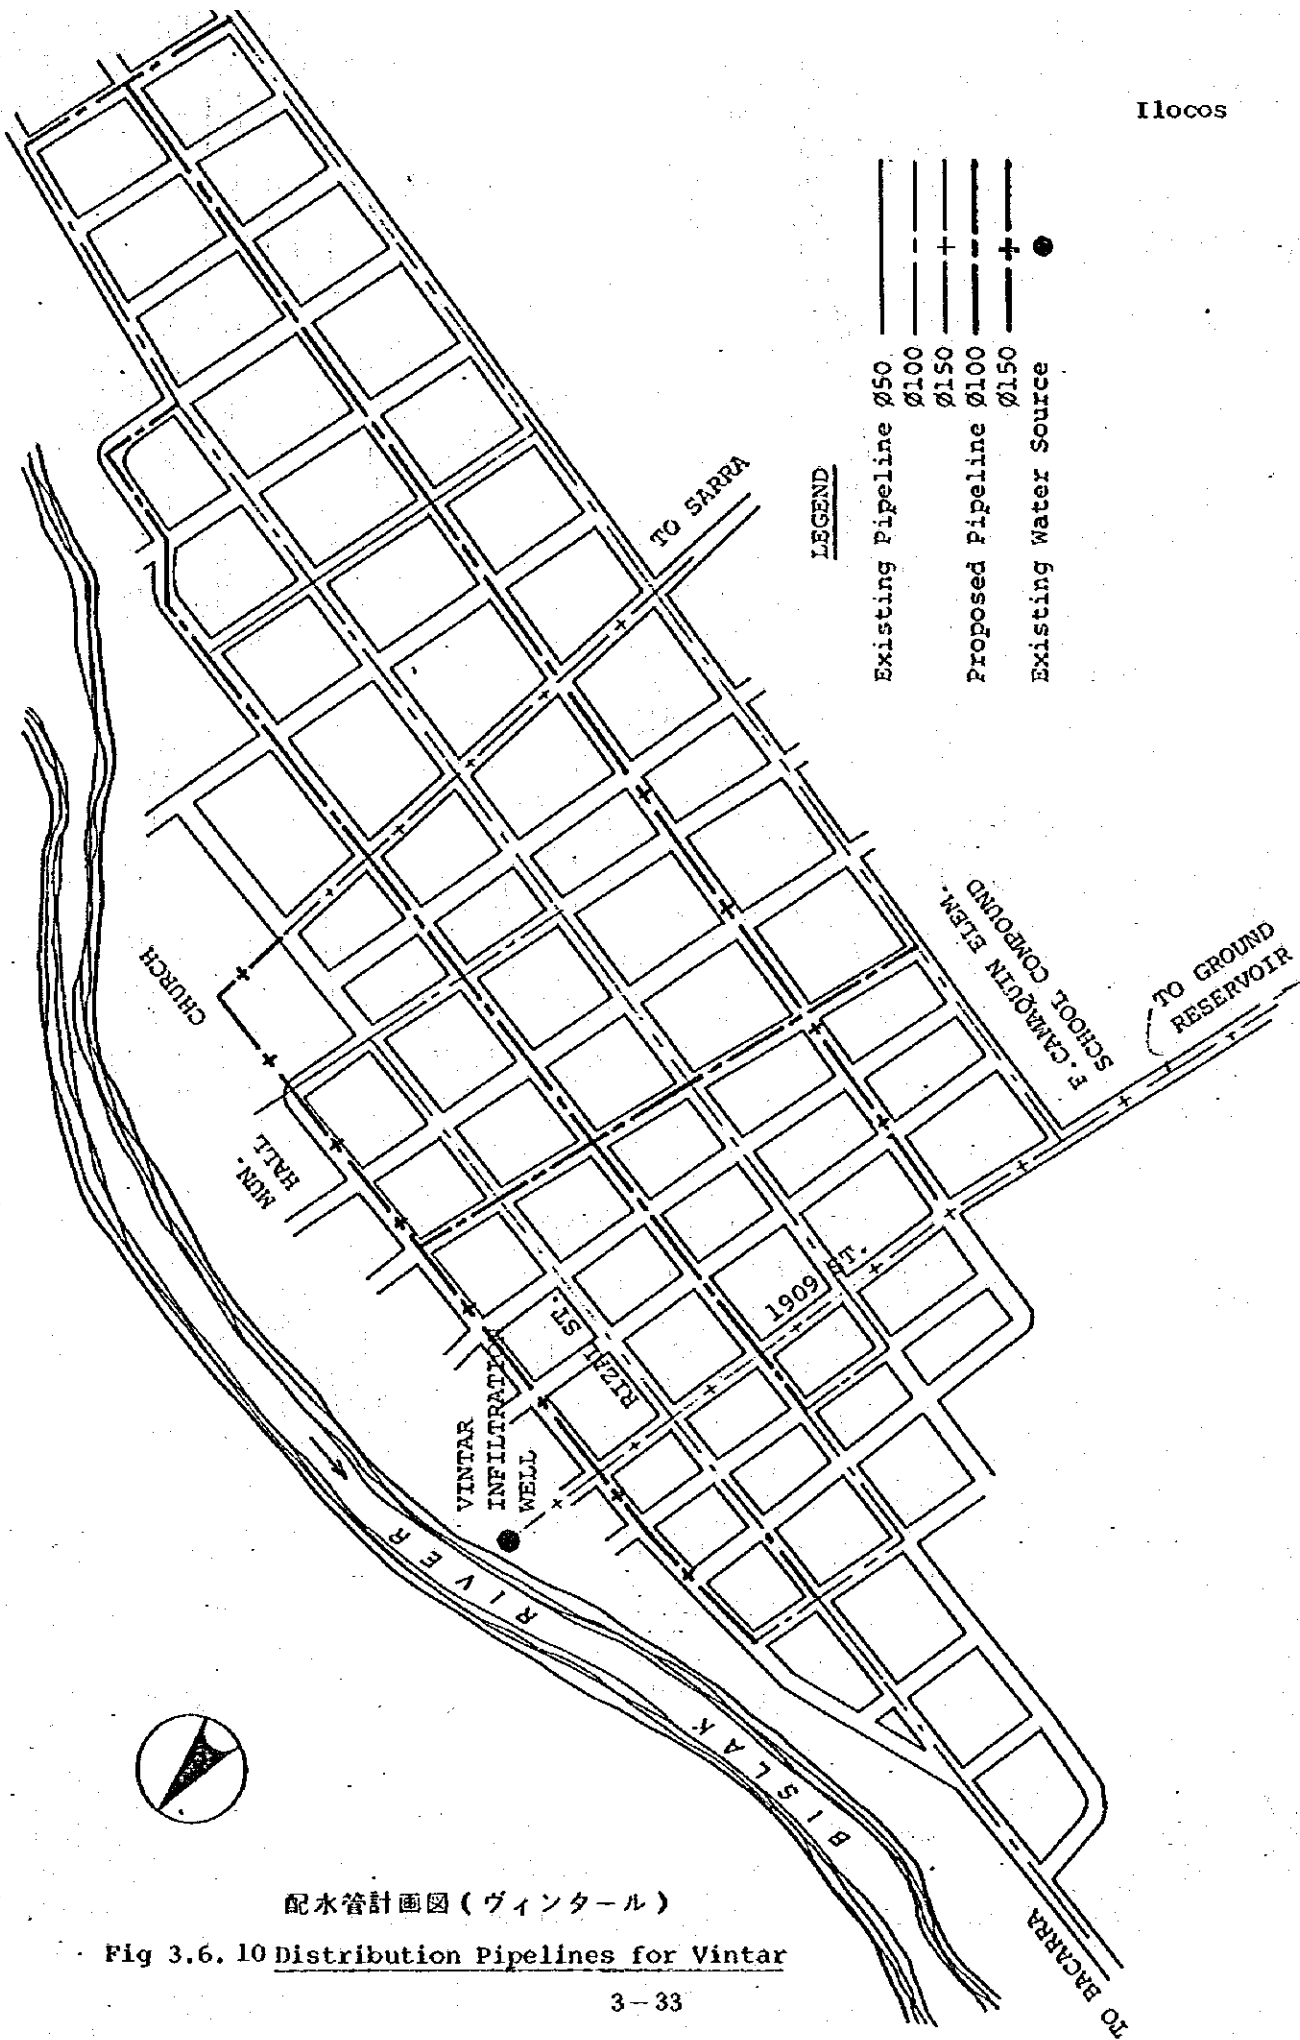 Ilocos
LEGEND
Existing Pipeline Ø50
Ø100
Ø150
Proposed Pipeline Ø100
Ø150
Existing Water Source
TO SARRA
CHURCH
MUN.
HALL
F.CAMAQUIN ELEM.
SCHOOL COMPOUND
TO GROUND
RESERVOIR
1909 ST.
RIZAL ST.
VINTAR
INFILTRATION
WELL
BISLAK RIVER
TO BACARRA
配水管計画図(ヴィンタール)
Fig 3.6.10 Distribution Pipelines for Vintar
3-33